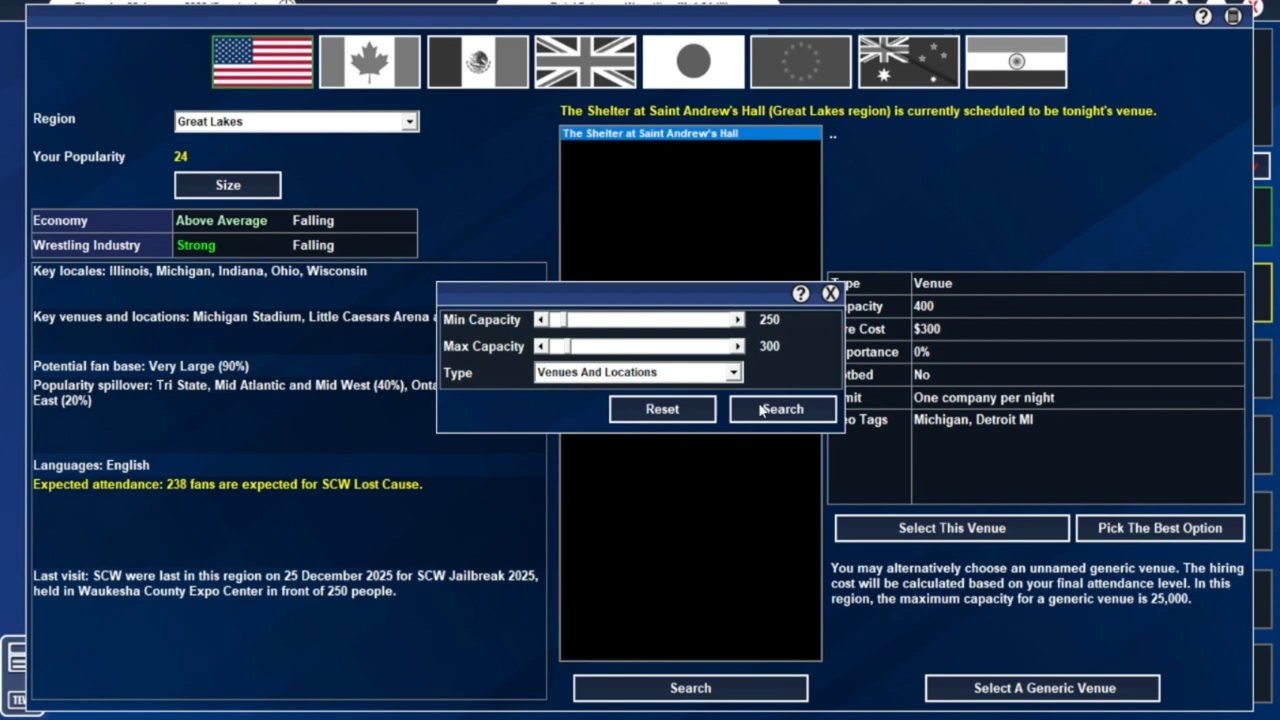 ?
Region
Great Lakes
Your Popularity
24
Size
Economy
Above Average
Falling
Wrestling Industry
Strong
Falling
Key locales: Illinois, Michigan, Indiana, Ohio, Wisconsin
Key venues and locations: Michigan Stadium, Little Caesars Arena
Potential fan base: Very Large (90%)
Popularity spillover: Tri State, Mid Atlantic and Mid West (40%),
East (20%)
Languages: English
Expected attendance: 238 fans are expected for SCW Lost Cause.
Last visit: SCW were last in this region on 25 December 2025 for SCW Jailbreak 2025,
held in Waukesha County Expo Center in front of 250 people.
The Shelter at Saint Andrew's Hall (Great Lakes region) is currently scheduled to be tonight's venue.
The Shelter at Saint Andrew's Hall
..
? X
Min Capacity
250
Max Capacity
300
Type
Venues And Locations
Reset
Search
Venue
400
$300
0%
No
One company per night
Michigan, Detroit MI
Select This Venue
Pick The Best Option
You may alternatively choose an unnamed generic venue. The hiring
cost will be calculated based on your final attendance level. In this
region, the maximum capacity for a generic venue is 25,000.
Search
Select A Generic Venue